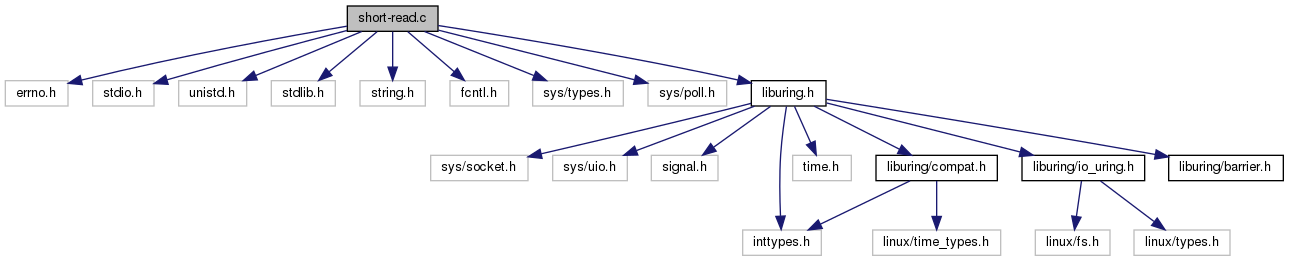 short-read.c
errno.h
stdio.h
unistd.h
stdlib.h
string.h
fcntl.h
sys/types.h
sys/poll.h
liburing.h
sys/socket.h
sys/uio.h
signal.h
time.h
liburing/compat.h
liburing/io_uring.h
liburing/barrier.h
inttypes.h
linux/time_types.h
linux/fs.h
linux/types.h